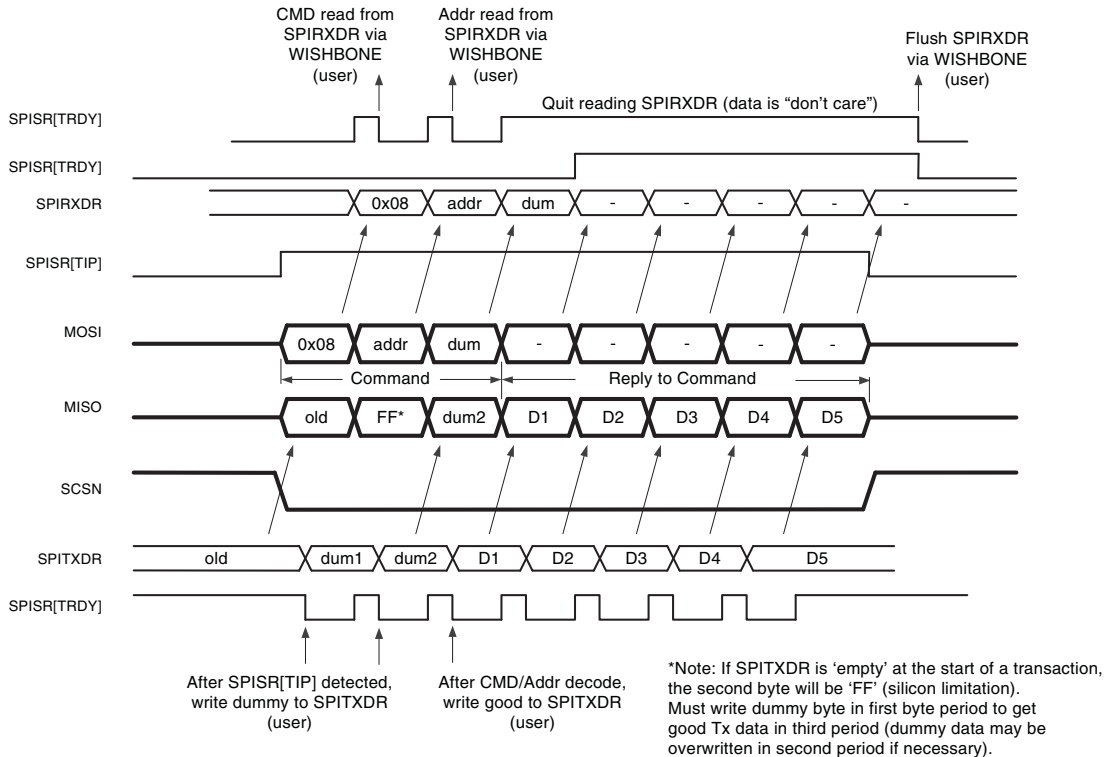 CMD read from
SPIRXDR via
WISHBONE
(user)
Addr read from
SPIRXDR via
WISHBONE
(user)
Flush SPIRXDR
via WISHBONE
(user)
Quit reading SPIRXDR (data is “don’t care”)
SPISR[TRDY]
SPISR[TRDY]
SPIRXDR
0x08 addr dum - - - - -
SPISR[TIP]
MOSI
0x08 addr dum - - - - -
Command
Reply to Command
MISO
old FF* dum2 D1 D2 D3 D4 D5
SCSN
SPITXDR
old dum1 dum2 D1 D2 D3 D4 D5
SPISR[TRDY]
After SPISR[TIP] detected,
write dummy to SPITXDR
(user)
After CMD/Addr decode,
write good to SPITXDR
(user)
*Note: If SPITXDR is ‘empty’ at the start of a transaction,
the second byte will be ‘FF’ (silicon limitation).
Must write dummy byte in first byte period to get
good Tx data in third period (dummy data may be
overwritten in second period if necessary).